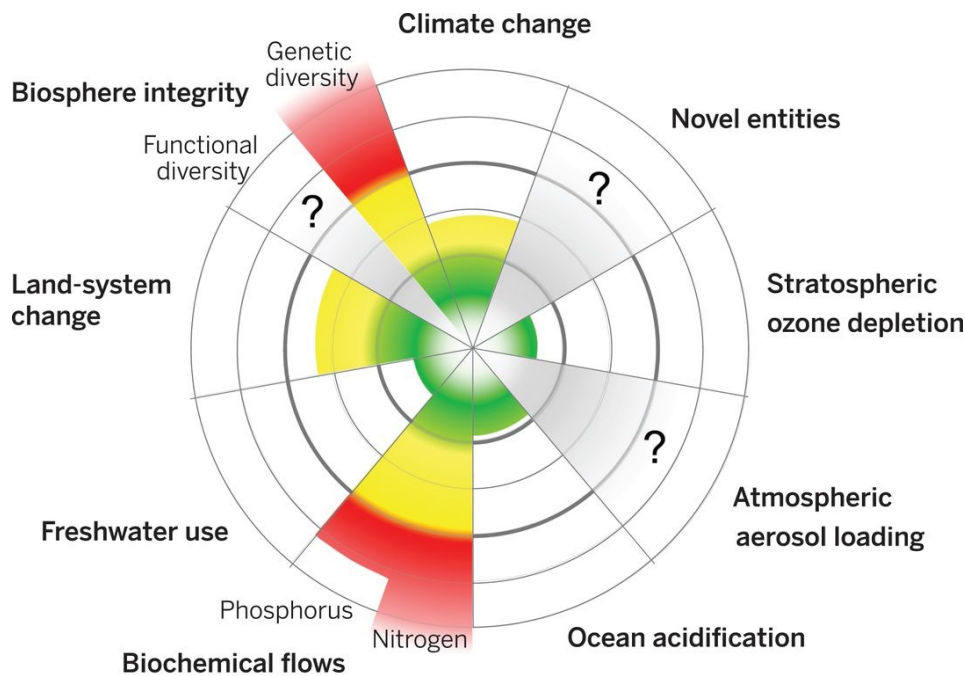 Climate change
Genetic
diversity
Biosphere integrity
Functional
diversity
Novel entities
?
?
Land-system
change
Stratospheric
ozone depletion
?
Freshwater use
Atmospheric
aerosol loading
Phosphorus
Nitrogen
Biochemical flows
Ocean acidification